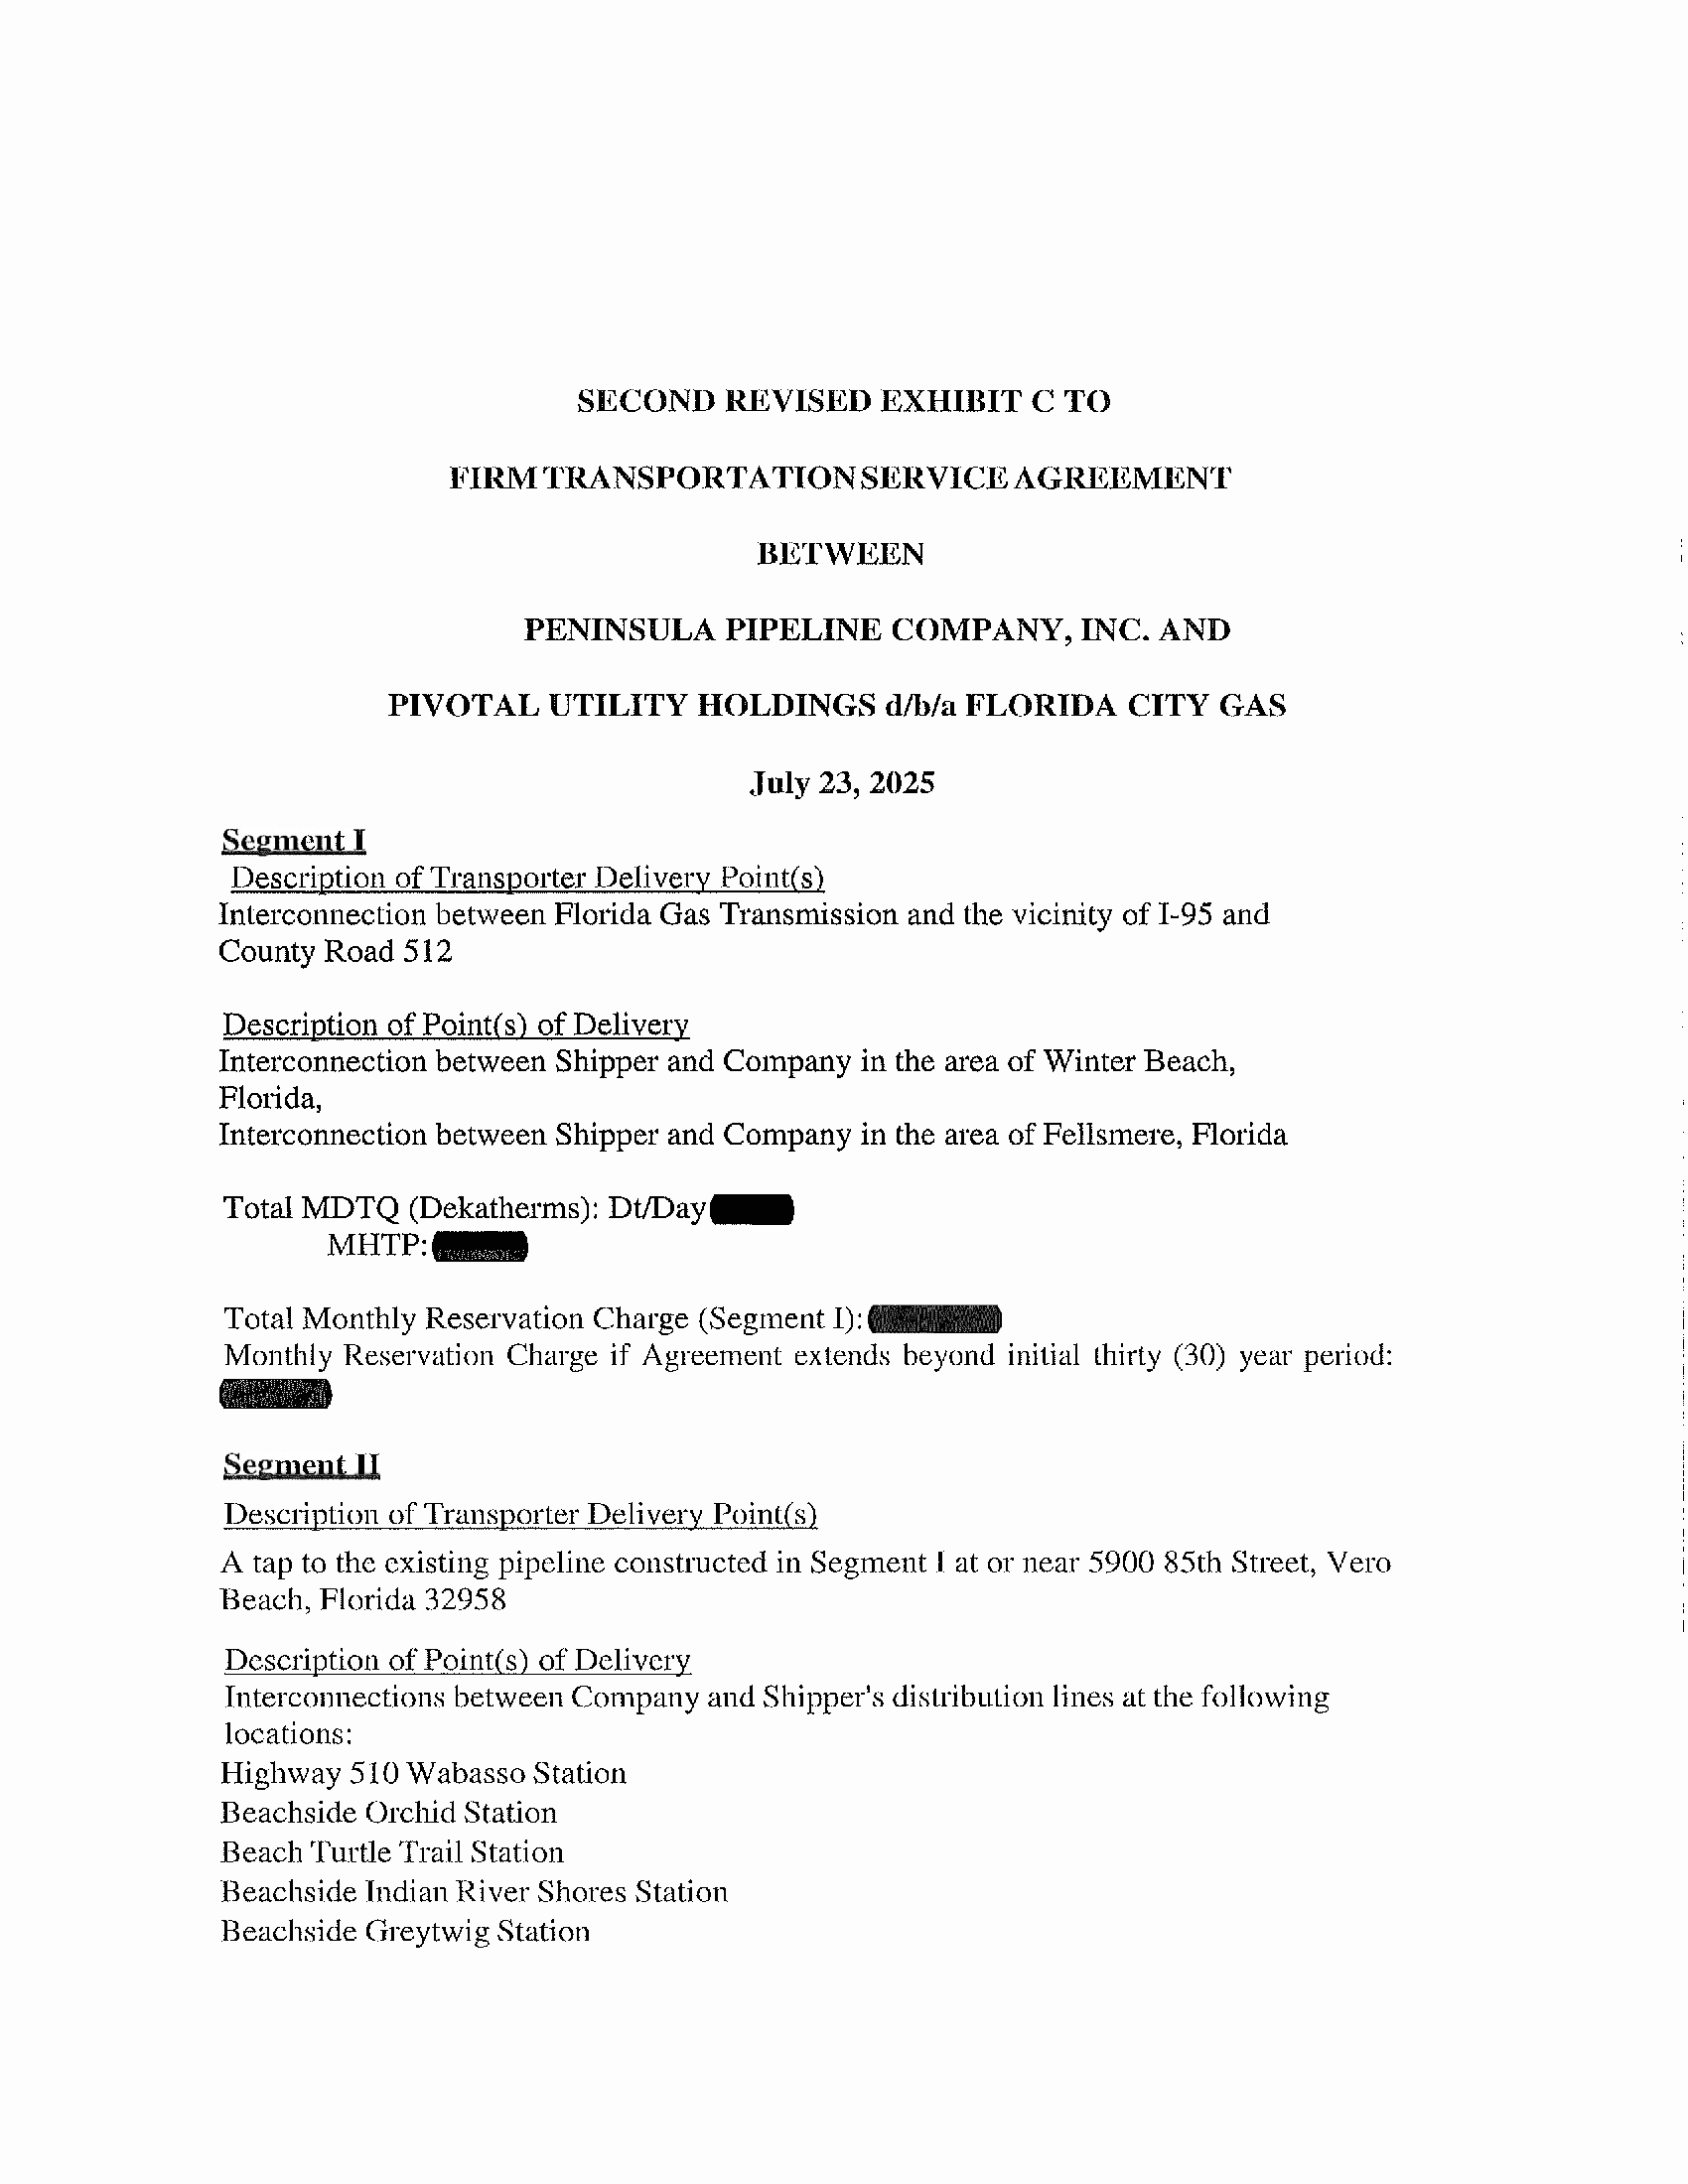 SECOND REVISED EXHIBIT C TO
FIRM TRANSPORTATION SERVICE AGREEMENT
BETWEEN
PENINSULA PIPELINE COMPANY, INC. AND
PIVOTAL UTILITY HOLDINGS d/b/a FLORIDA CITY GAS
July 23, 2025
Segment I
Description of Transporter Delivery Point(s)
Interconnection between Florida Gas Transmission and the vicinity of I-95 and
County Road 512
Description of Point(s) of Delivery
Interconnection between Shipper and Company in the area of Winter Beach,
Florida,
Interconnection between Shipper and Company in the area of Fellsmere, Florida
Total MDTQ (Dekatherms): Dt/Day
MHTP:
Total Monthly Reservation Charge (Segment I):
Monthly Reservation Charge if Agreement extends beyond initial thirty (30) year period:
Segment II
Description of Transporter Delivery Point(s)
A tap to the existing pipeline constructed in Segment I at or near 5900 85th Street, Vero
Beach, Florida 32958
Description of Point(s) of Delivery
Interconnections between Company and Shipper's distribution lines at the following
locations:
Highway 510 Wabasso Station
Beachside Orchid Station
Beach Turtle Trail Station
Beachside Indian River Shores Station
Beachside Greytwig Station